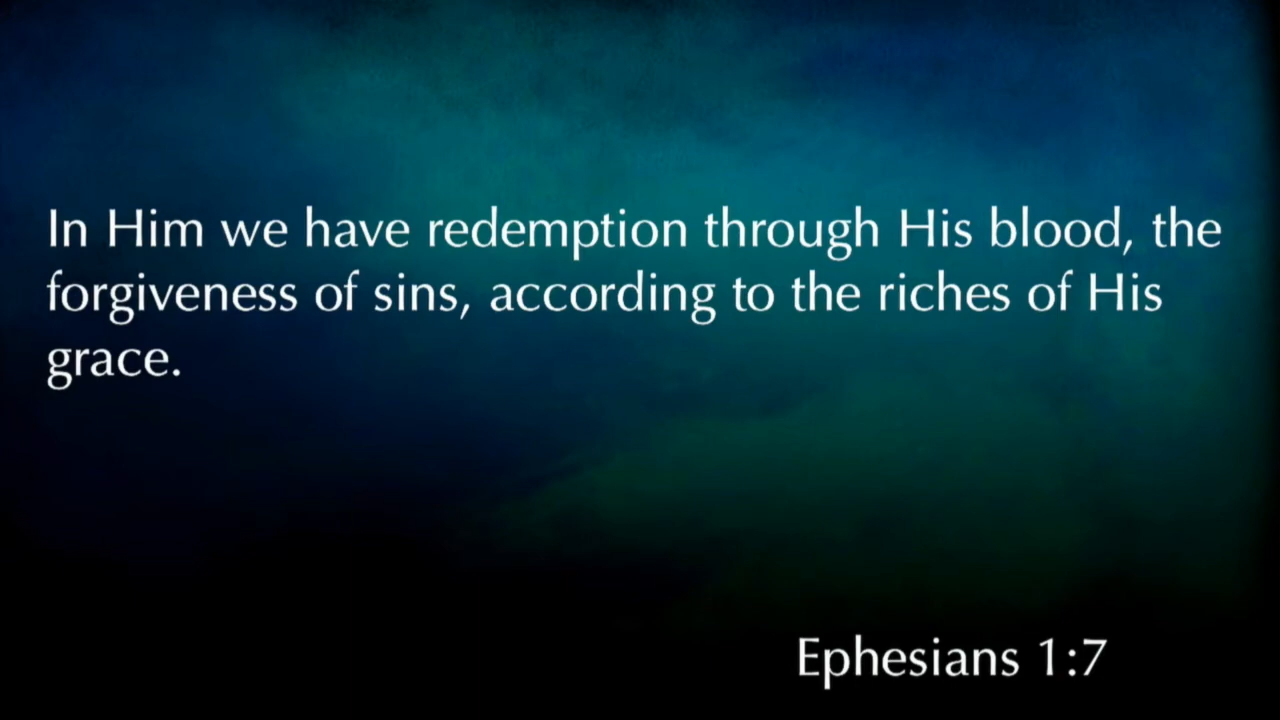 In Him we have redemption through His blood, the
forgiveness of sins, according to the riches of His
grace.
Ephesians 1:7